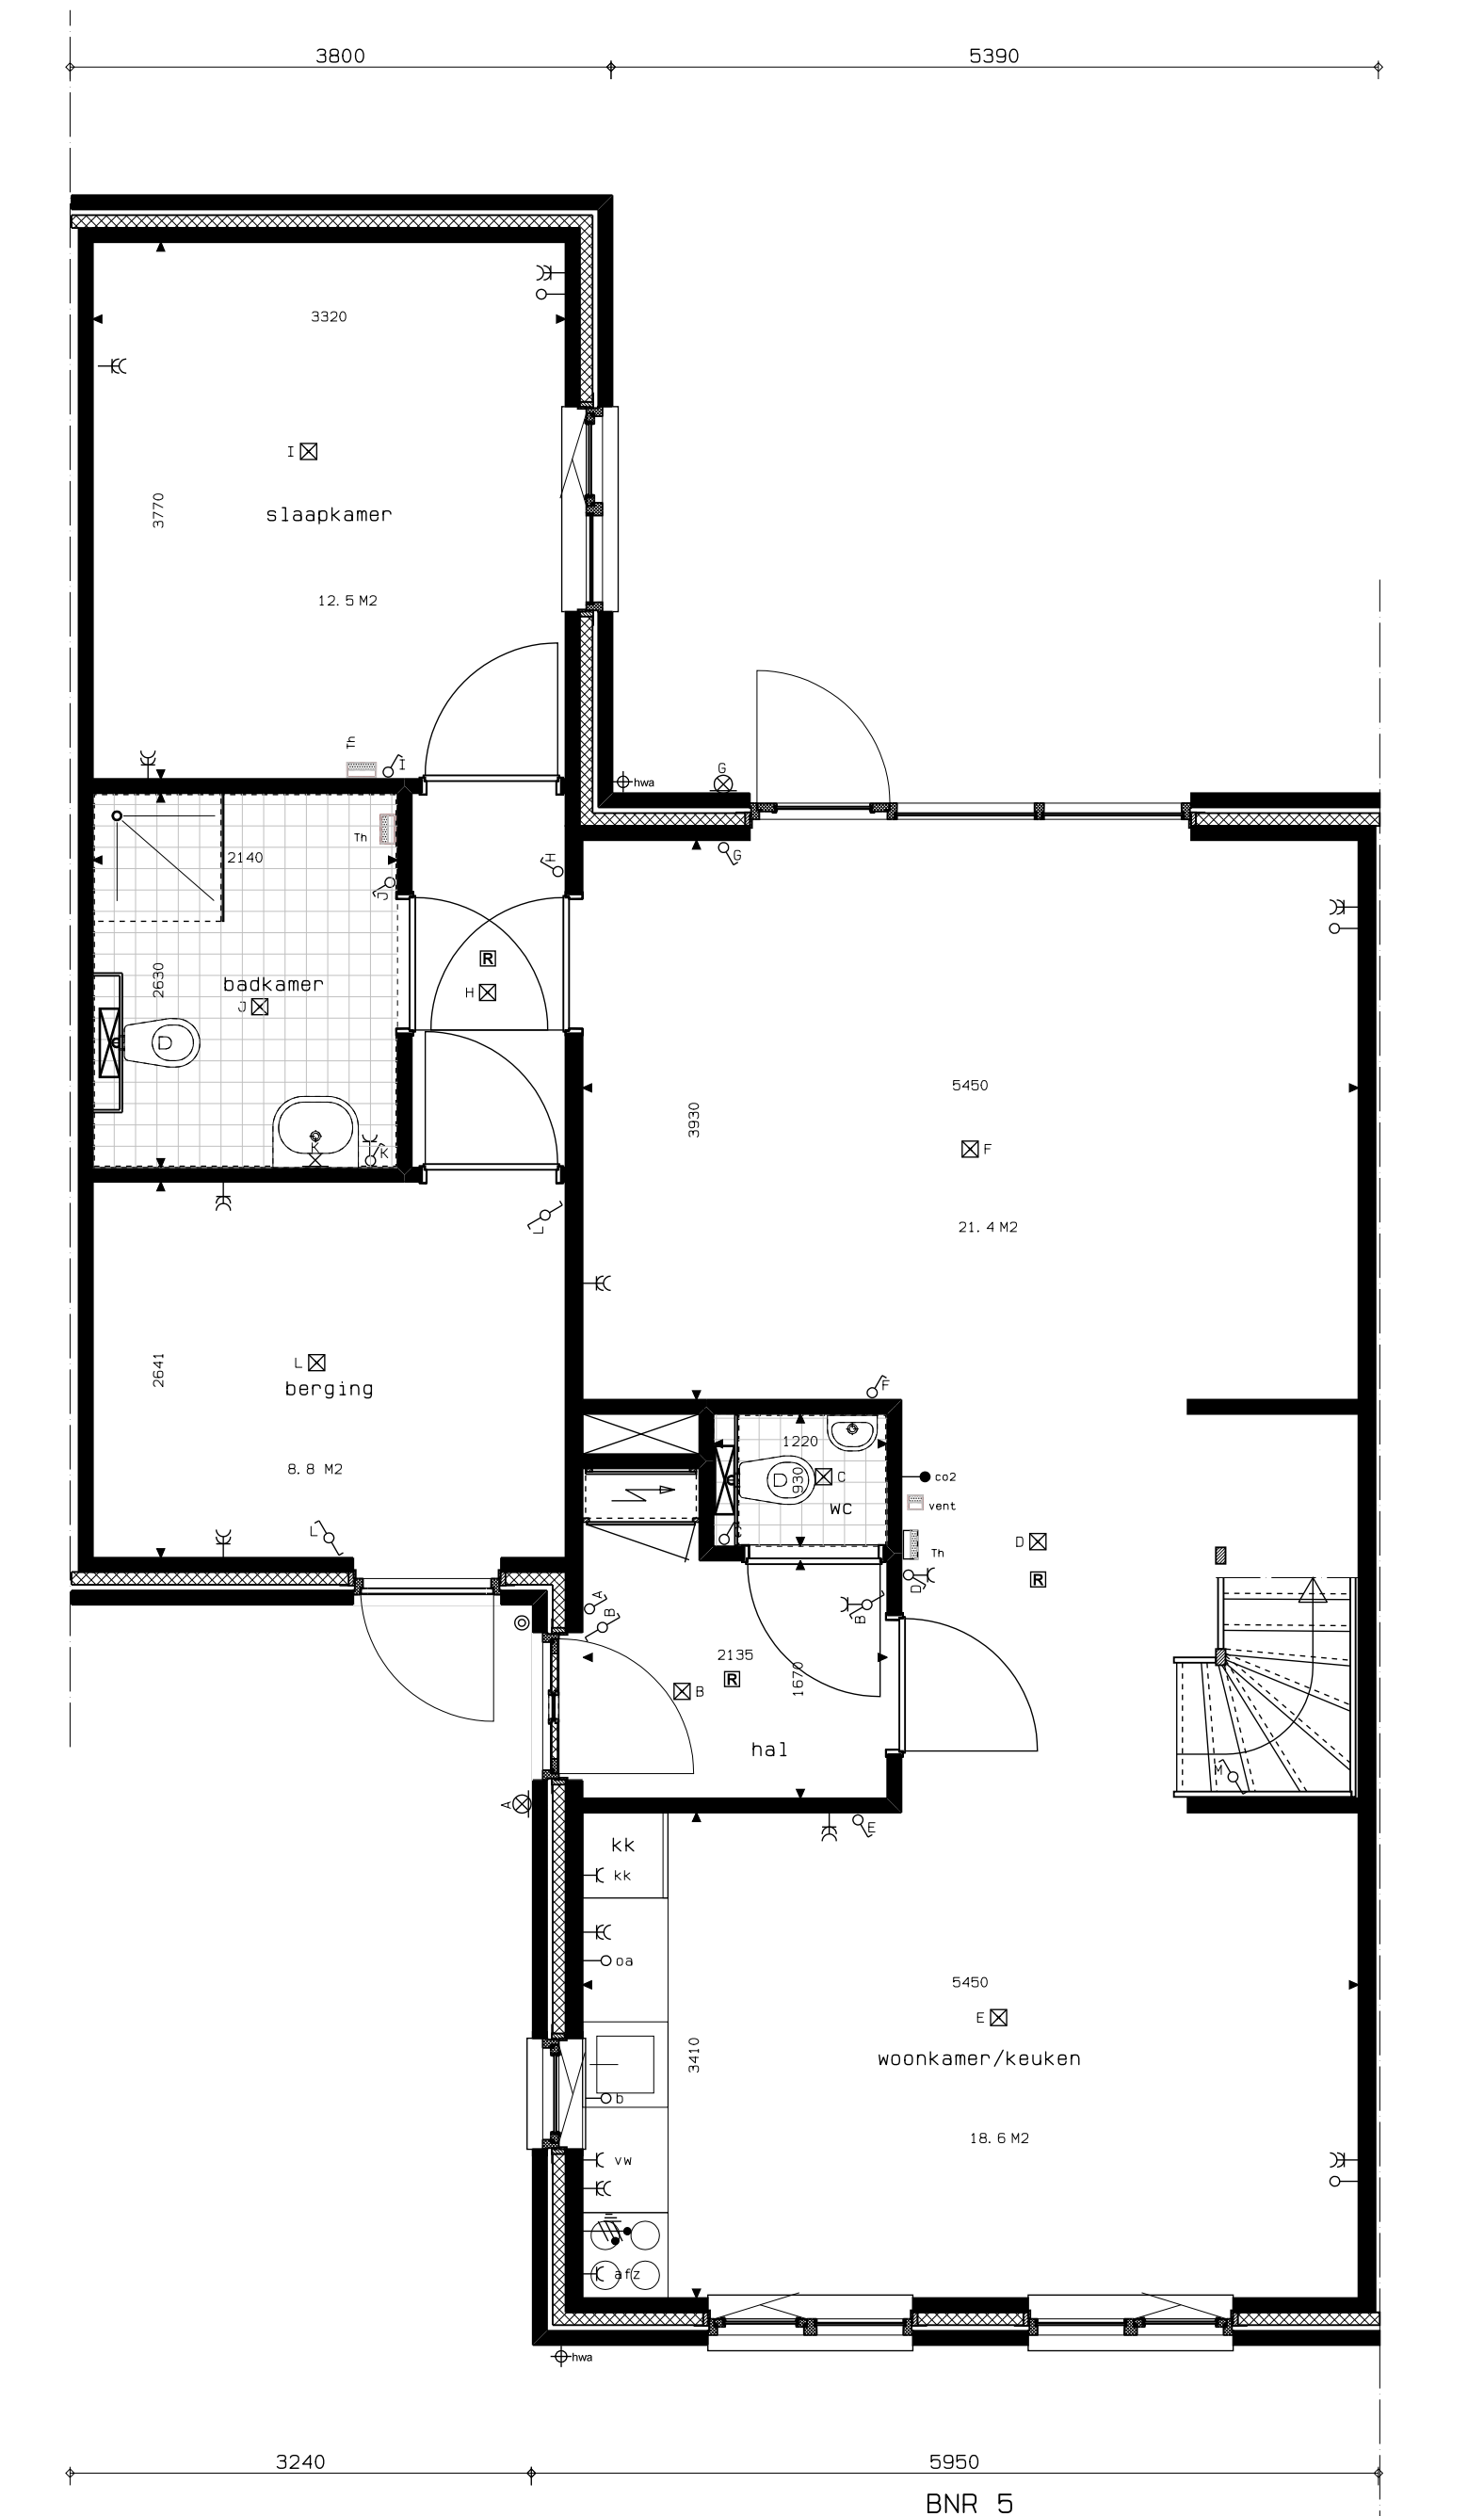 3800
5390
3320
I
3770
slaapkamer
12.5 M2
Th
I
hwa
G
Th
2140
H
G
J
2630
badkamer
R
J
H
5450
3930
K
K
F
L
21.4 M2
2641
L
berging
F
8.8 M2
1220
co2
930
C
WC
vent
L
C
D
Th
R
D
A
B
B
2135
1670
R
B
hal
M
A
E
kk
kk
oa
5450
E
3410
woonkamer/keuken
b
18.6 M2
vw
afz
hwa
3240
5950
BNR 5